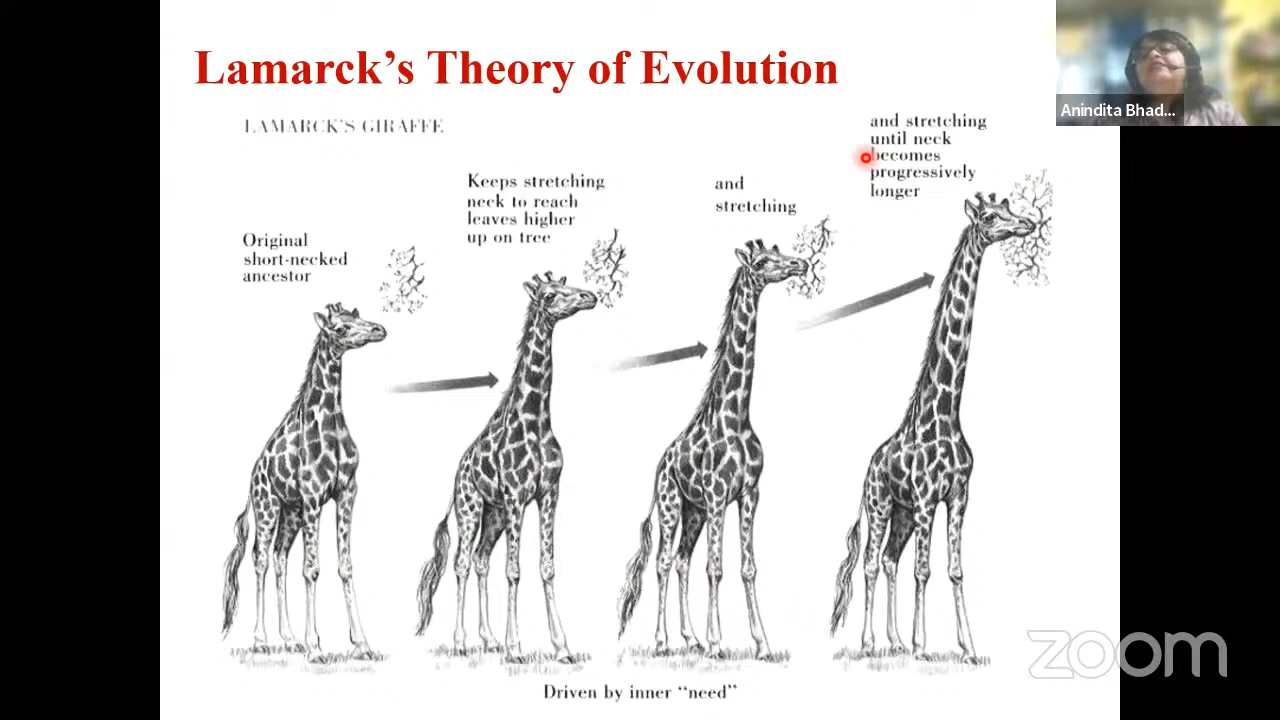 Lamarck’s Theory of Evolution
Anindita Bhad...
LAMARCK'S GIRAFFE
Original
short-necked
ancestor
Keeps stretching
neck to reach
leaves higher
up on tree
and
stretching
and stretching
until neck
becomes
progressively
longer
Driven by inner “need”
zoom